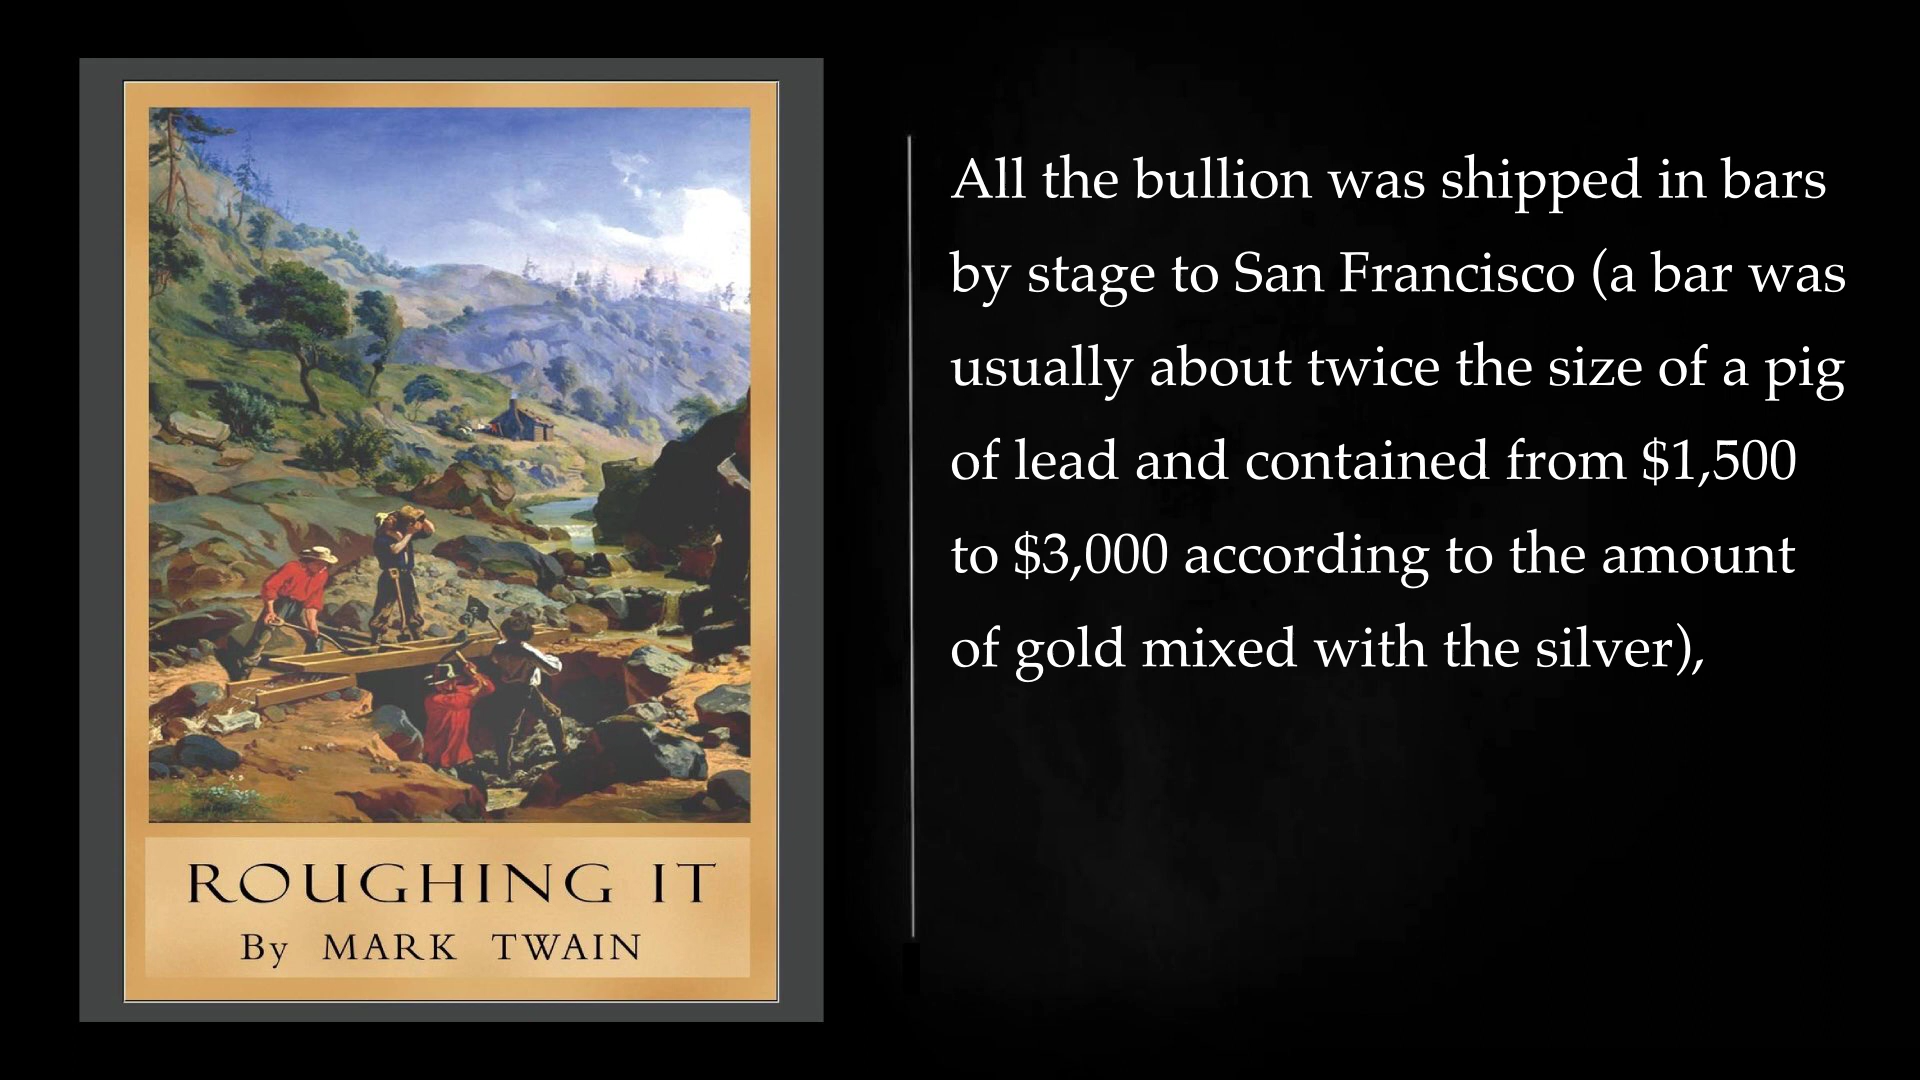 ROUGHING IT
By MARK TWAIN
All the bullion was shipped in bars
by stage to San Francisco (a bar was
usually about twice the size of a pig
of lead and contained from $1,500
to $3,000 according to the amount
of gold mixed with the silver),